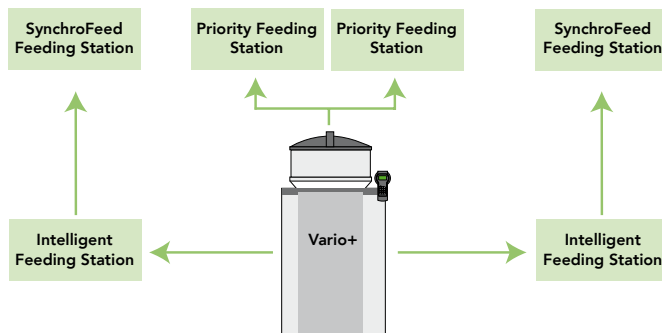 SynchroFeed
Feeding Station
Priority Feeding
Station
Priority Feeding
Station
SynchroFeed
Feeding Station
Intelligent
Feeding Station
Vario+
Intelligent
Feeding Station